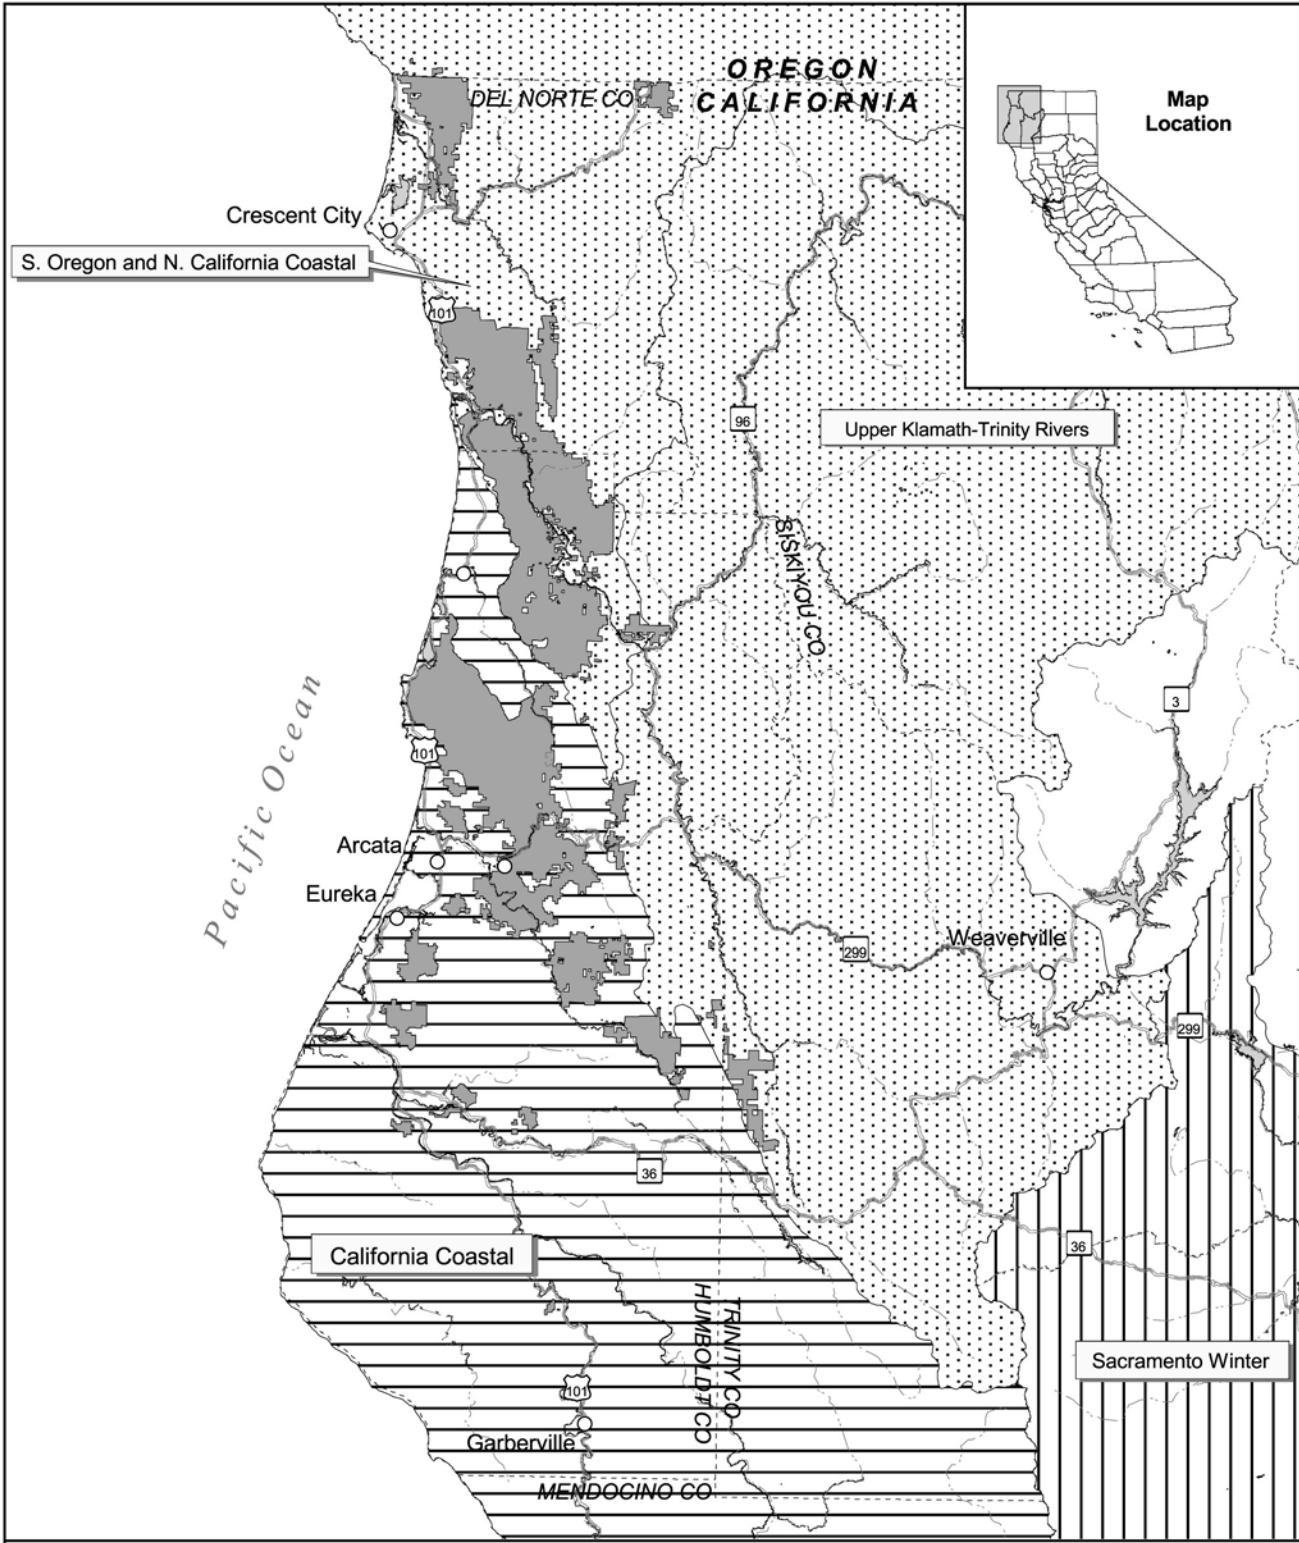 OREGON
CALIFORNIA
DEL NORTE CO
Map
Location
Crescent City
S. Oregon and N. California Coastal
101
96
Upper Klamath-Trinity Rivers
SISKIYOU CO
Pacific Ocean
3
101
Arcata
Eureka
Weaverville
299
299
36
36
California Coastal
TRINITY CO
HUMBOLDT CO
Sacramento Winter
101
Garberville
MENDOCINO CO